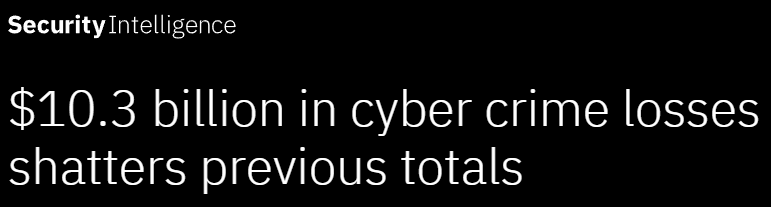 SecurityIntelligence
$10.3 billion in cyber crime losses
shatters previous totals